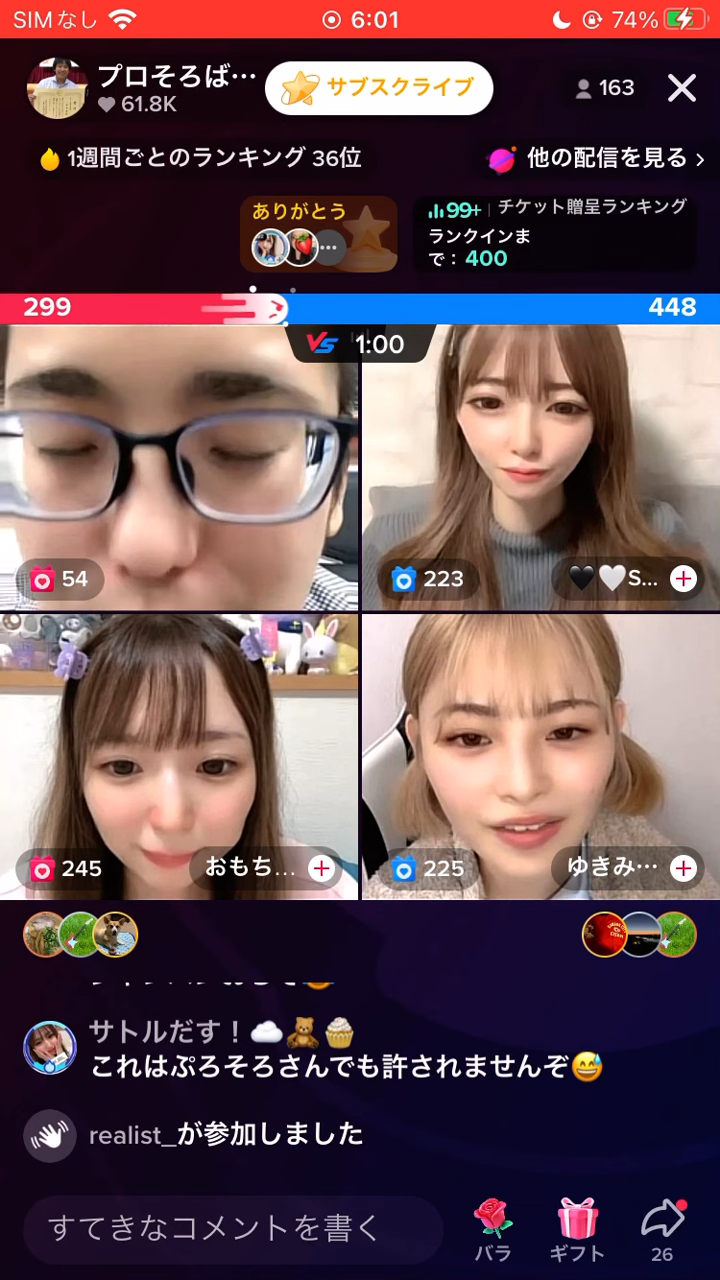 SIMなし 6:01 74%
プロそろば… サブスクライブ 163
61.8K
1週間ごとのランキング 36位 他の配信を見る
ありがとう 99+ チケット贈呈ランキング
ランクインま
で：400
299 448
VS 1:00
54 223 S...
245 おもち... 225 ゆきみ…
サトルだす！
これはぷろそろさんでも許されませんぞ
realist_が参加しました
すてきなコメントを書く バラ ギフト 26